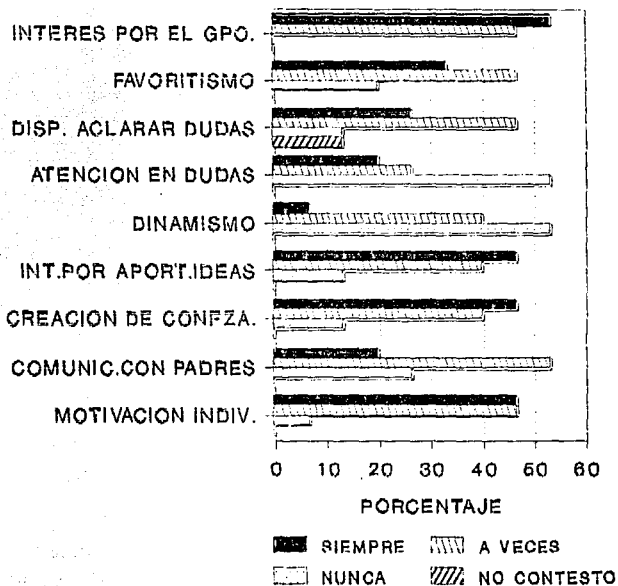 INTERES POR EL GPO.
FAVORITISMO
DISP. ACLARAR DUDAS
ATENCION EN DUDAS
DINAMISMO
INT.POR APORT.IDEAS
CREACION DE CONFZA.
COMUNIC.CON PADRES
MOTIVACION INDIV.
0 10 20 30 40 50 60
PORCENTAJE
SIEMPRE A VECES
NUNCA NO CONTESTO